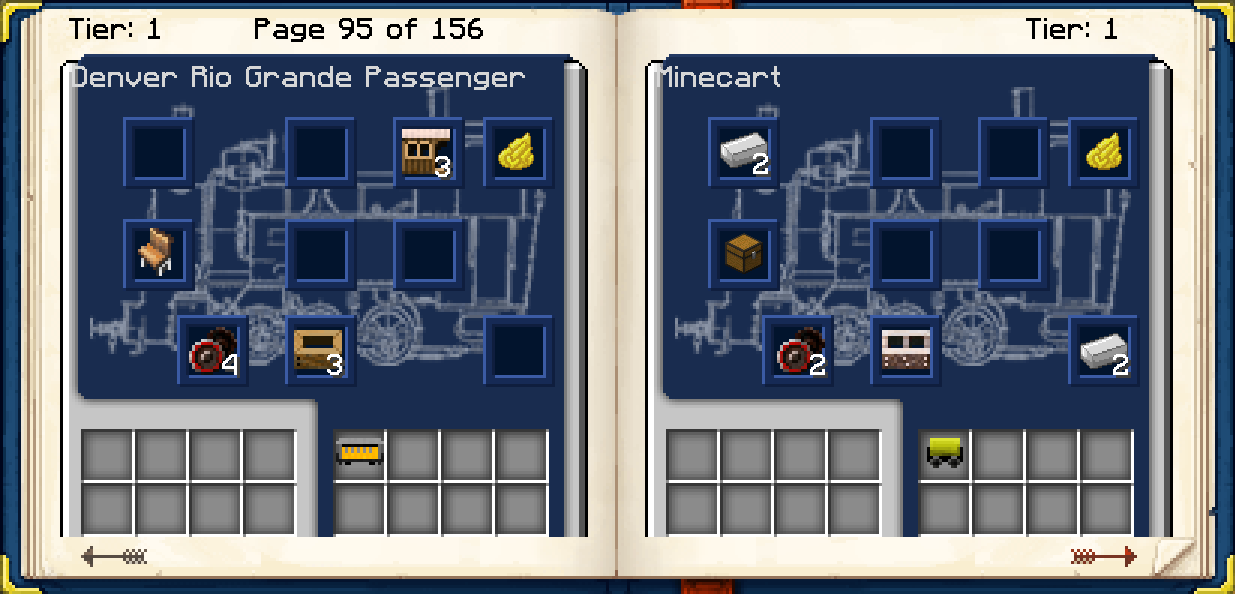 Tier: 1 Page 95 of 156
Denver Rio Grande Passenger
3
4
3
Tier: 1
Minecart
2
2
2